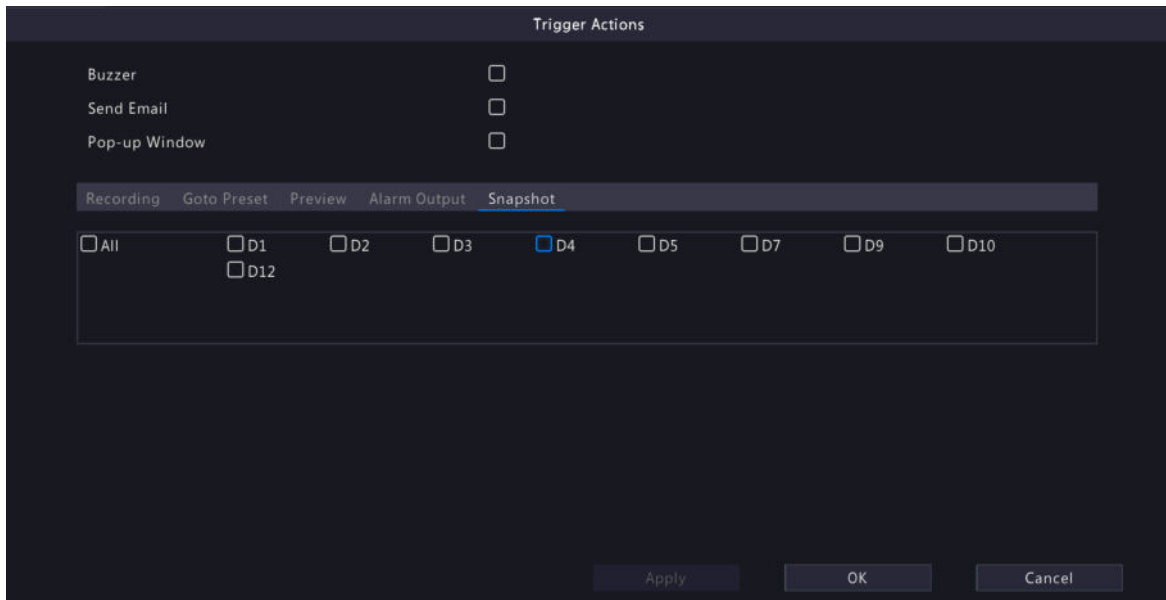 Trigger Actions
Buzzer
Send Email
Pop-up Window
Recording Goto Preset Preview Alarm Output Snapshot
All D1 D2 D3 D4 D5 D7 D9 D10
D12
Apply OK Cancel